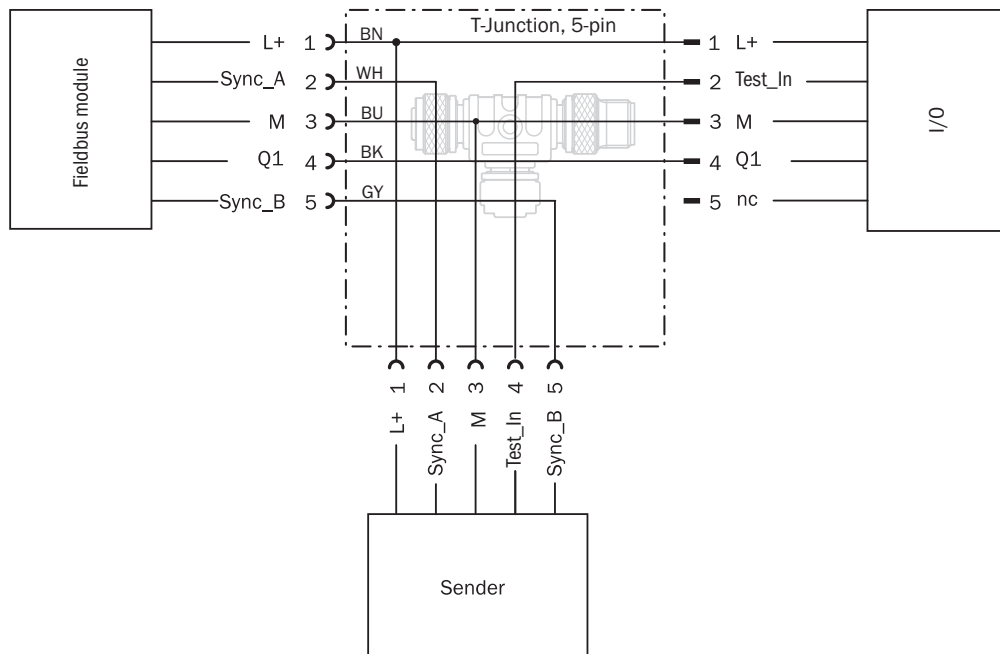 T-Junction, 5-pin
Fieldbus module
L+ 1 BN
Sync_A 2 WH
M 3 BU
Q1 4 BK
Sync_B 5 GY
1 L+
2 Test_In
3 M
4 Q1
5 nc
I/O
1 2 3 4 5
L+ Sync_A M Test_In Sync_B
Sender